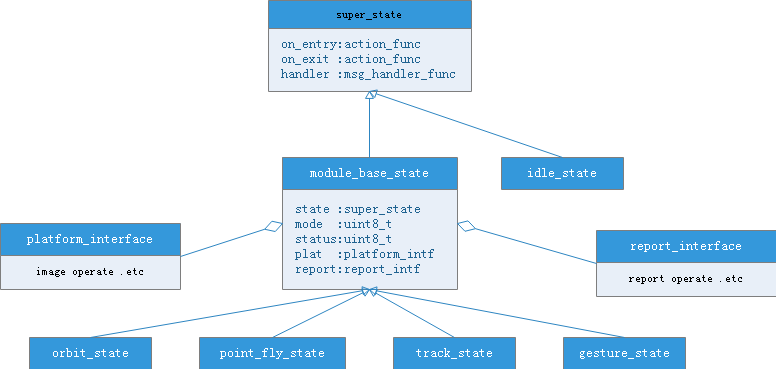 super_state
on_entry:action_func
on_exit :action_func
handler :msg_handler_func
module_base_state
idle_state
state :super_state
mode  :uint8_t
status:uint8_t
plat  :platform_intf
report:report_intf
platform_interface
image operate .etc
report_interface
report operate .etc
orbit_state
point_fly_state
track_state
gesture_state